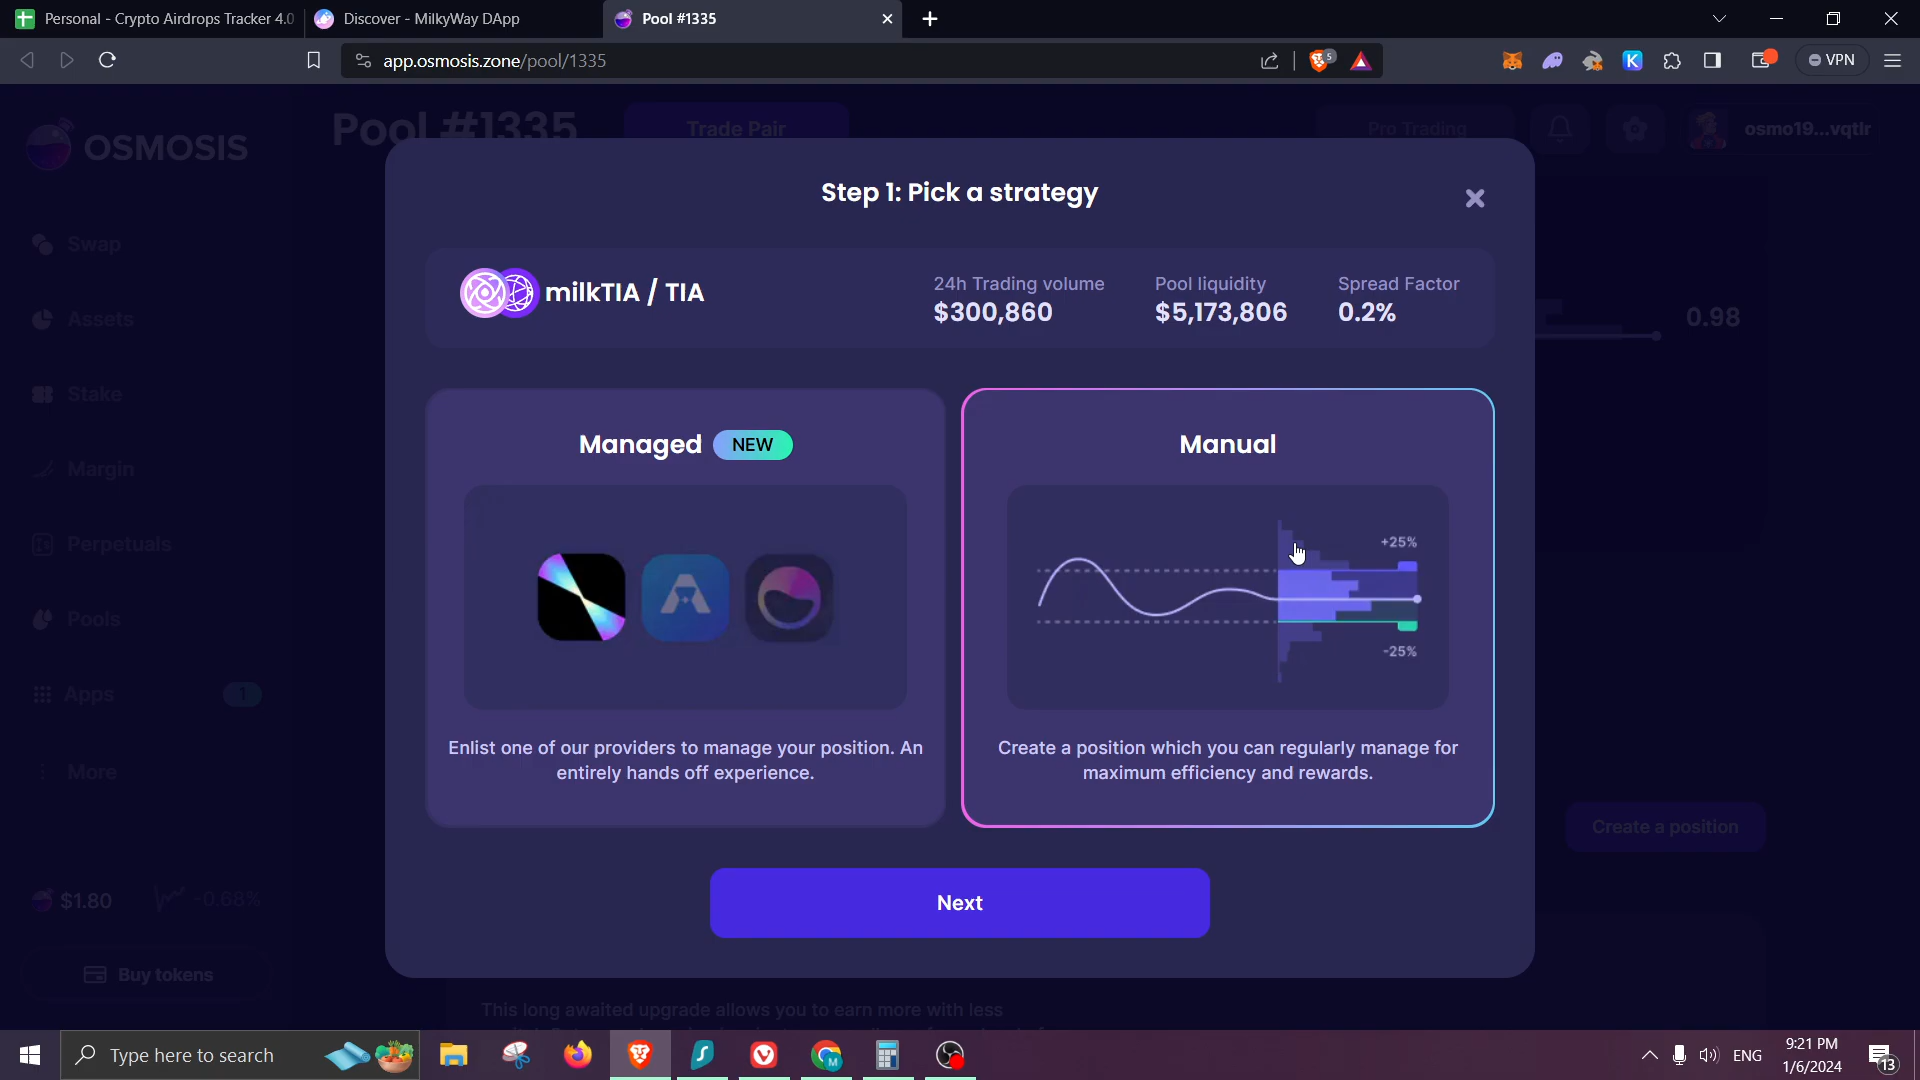 Personal - Crypto Airdrops Tracker 4.0
Discover - MilkyWay DApp
Pool #1335
app.osmosis.zone/pool/1335
5
VPN
OSMOSIS
Pool #1335
Trade Pair
Pro Trading
osmo19...vqtlr
Step 1: Pick a strategy
milkTIA / TIA
24h Trading volume
$300,860
Pool liquidity
$5,173,806
Spread Factor
0.2%
Swap
Assets
Stake
Margin
Perpetuals
Pools
Apps
1
More
0.98
Managed
NEW
Manual
+25%
-25%
Enlist one of our providers to manage your position. An
entirely hands off experience.
Create a position which you can regularly manage for
maximum efficiency and rewards.
Create a position
Next
$1.80
-0.68%
Buy tokens
This long awaited upgrade allows you to earn more with less
Type here to search
ENG
9:21 PM
1/6/2024
13